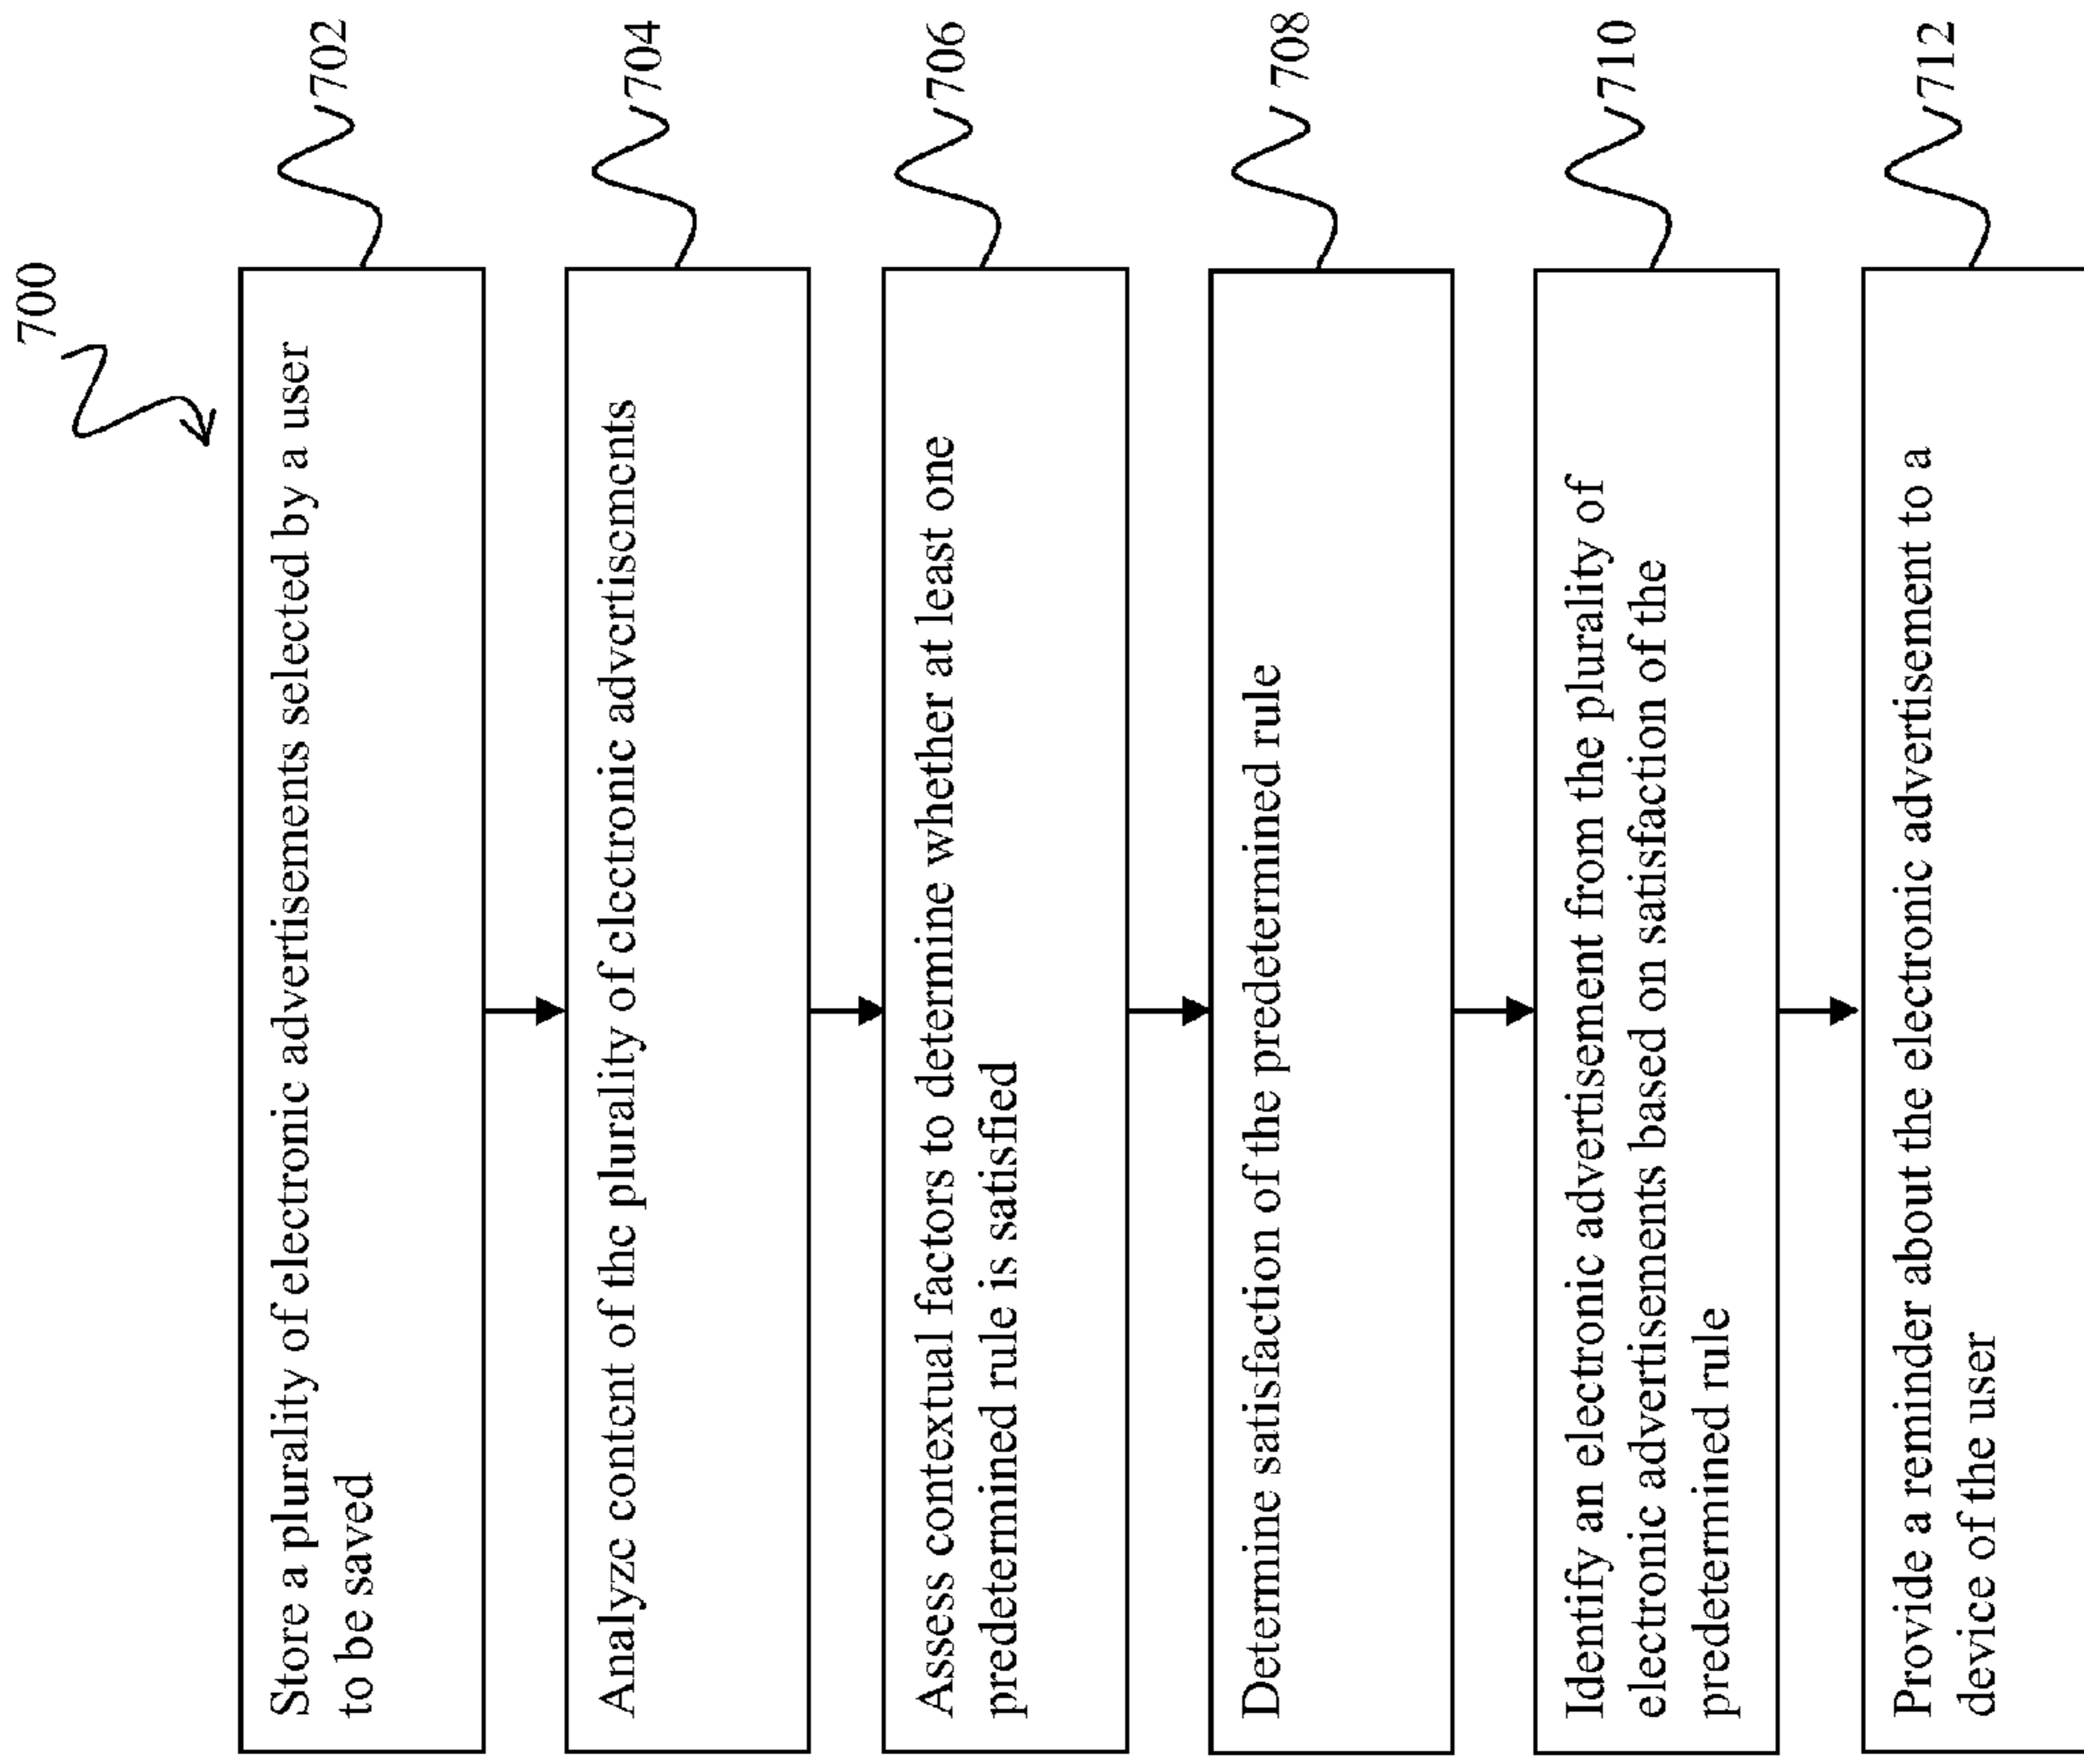 700
Store a plurality of electronic advertisements selected by a user
to be saved
702
Analyze content of the plurality of electronic advertisements
704
Assess contextual factors to determine whether at least one
predetermined rule is satisfied
706
Determine satisfaction of the predetermined rule
708
Identify an electronic advertisement from the plurality of
electronic advertisements based on satisfaction of the
predetermined rule
710
Provide a reminder about the electronic advertisement to a
device of the user
712